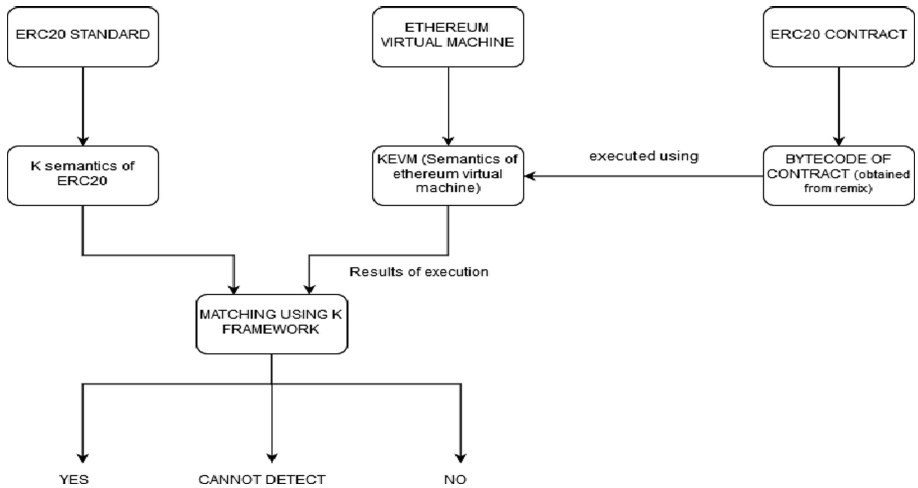 ERC20 STANDARD
ETHEREUM
VIRTUAL MACHINE
ERC20 CONTRACT
K semantics of
ERC20
KEVM (Semantics of
ethereum virtual
machine)
executed using
BYTECODE OF
CONTRACT (obtained
from remix)
Results of execution
MATCHING USING K
FRAMEWORK
YES
CANNOT DETECT
NO